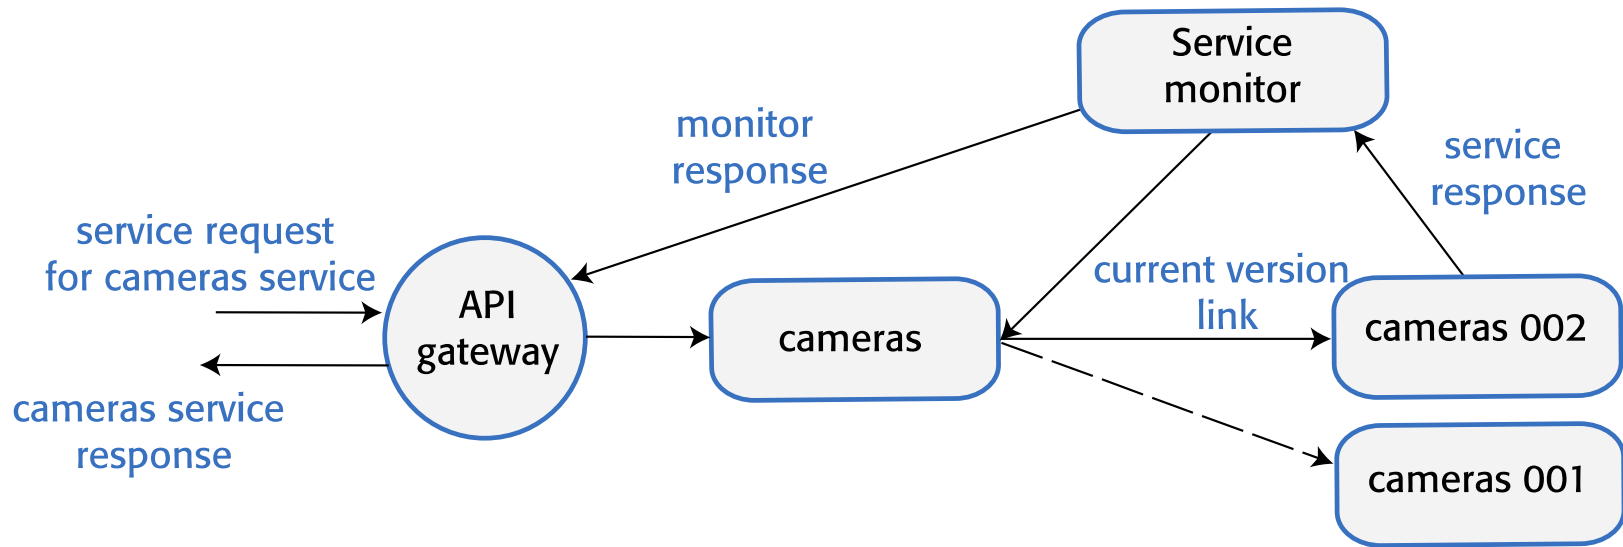 Service
monitor
monitor
response
service
response
service request
for cameras service
API
gateway
cameras
current version
link
cameras 002
cameras service
response
cameras 001